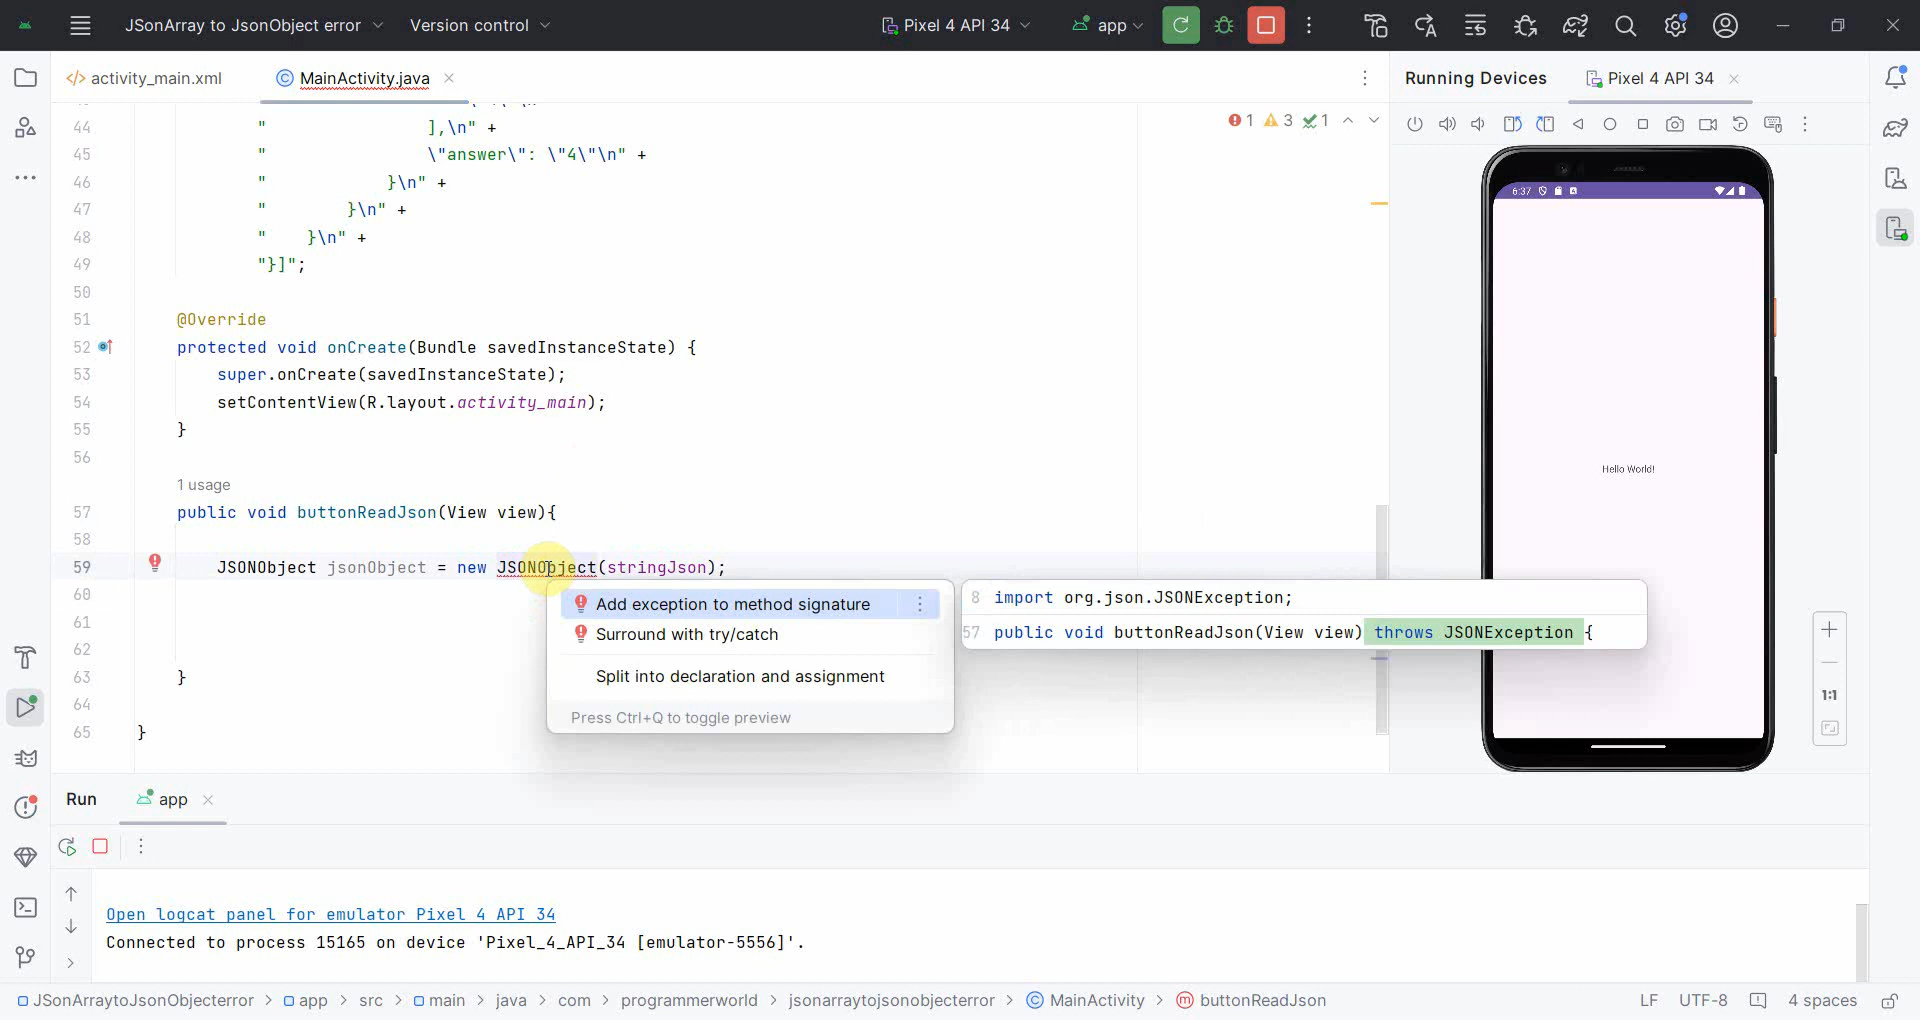 JSonArray to JsonObject error
Version control
Pixel 4 API 34
app
activity_main.xml
MainActivity.java
Running Devices
Pixel 4 API 34
1
3
1
44 " ],\n" +
45 " \"answer\": \"4\"\n" +
46 " }\n" +
47 " }\n" +
48 " }\n" +
49 "}]";
50
51 @Override
52 protected void onCreate(Bundle savedInstanceState) {
53 super.onCreate(savedInstanceState);
54 setContentView(R.layout.activity_main);
55 }
56
1 usage
57 public void buttonReadJson(View view){
58
59 JSONObject jsonObject = new JSONObject(stringJson);
60
61
62
63 }
64
65 }
Add exception to method signature
Surround with try/catch
Split into declaration and assignment
Press Ctrl+Q to toggle preview
8 import org.json.JSONException;
57 public void buttonReadJson(View view) throws JSONException {
6:37
Hello World!
1:1
Run
app
Open logcat panel for emulator Pixel 4 API 34
Connected to process 15165 on device 'Pixel_4_API_34 [emulator-5556]'.
JSonArraytoJsonObjecterror > app > src > main > java > com > programmerworld > jsonarraytojsonobjecterror > MainActivity > buttonReadJson
LF UTF-8 4 spaces